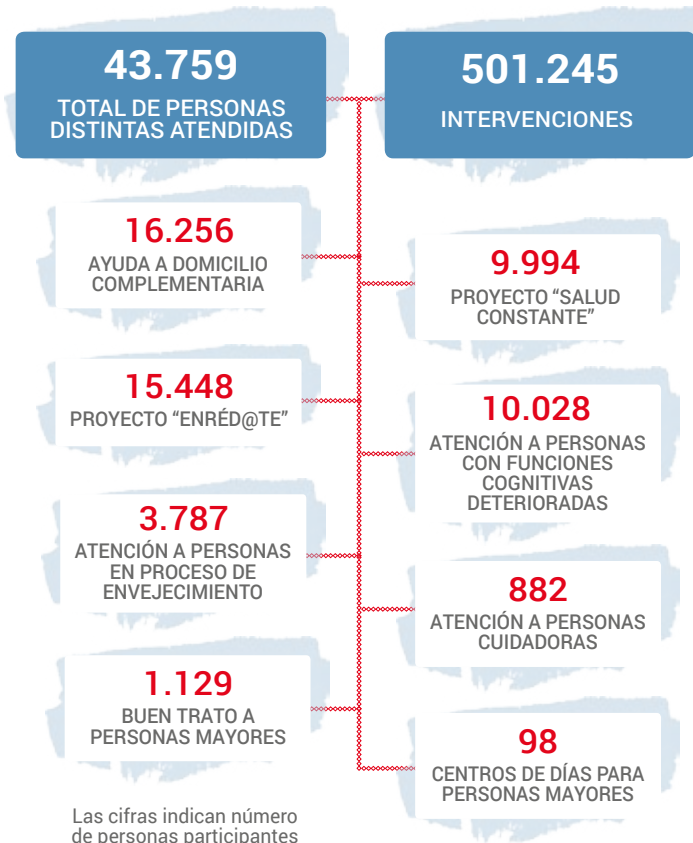 43.759
TOTAL DE PERSONAS
DISTINTAS ATENDIDAS
501.245
INTERVENCIONES
16.256
AYUDA A DOMICILIO
COMPLEMENTARIA
9.994
PROYECTO “SALUD
CONSTANTE”
15.448
PROYECTO “ENRÉD@TE”
10.028
ATENCIÓN A PERSONAS
CON FUNCIONES
COGNITIVAS
DETERIORADAS
3.787
ATENCIÓN A PERSONAS
EN PROCESO DE
ENVEJECIMIENTO
882
ATENCIÓN A PERSONAS
CUIDADORAS
1.129
BUEN TRATO A
PERSONAS MAYORES
98
CENTROS DE DÍAS PARA
PERSONAS MAYORES
Las cifras indican número
de personas participantes